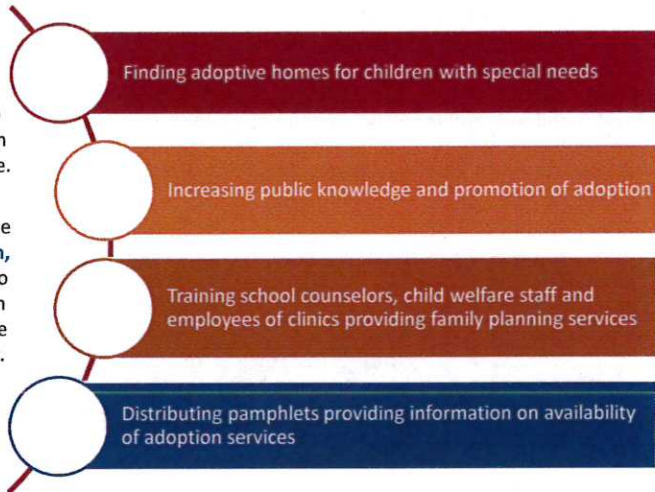 Finding adoptive homes for children with special needs
Increasing public knowledge and promotion of adoption
Training school counselors, child welfare staff and
employees of clinics providing family planning services
Distributing pamphlets providing information on availability
of adoption services